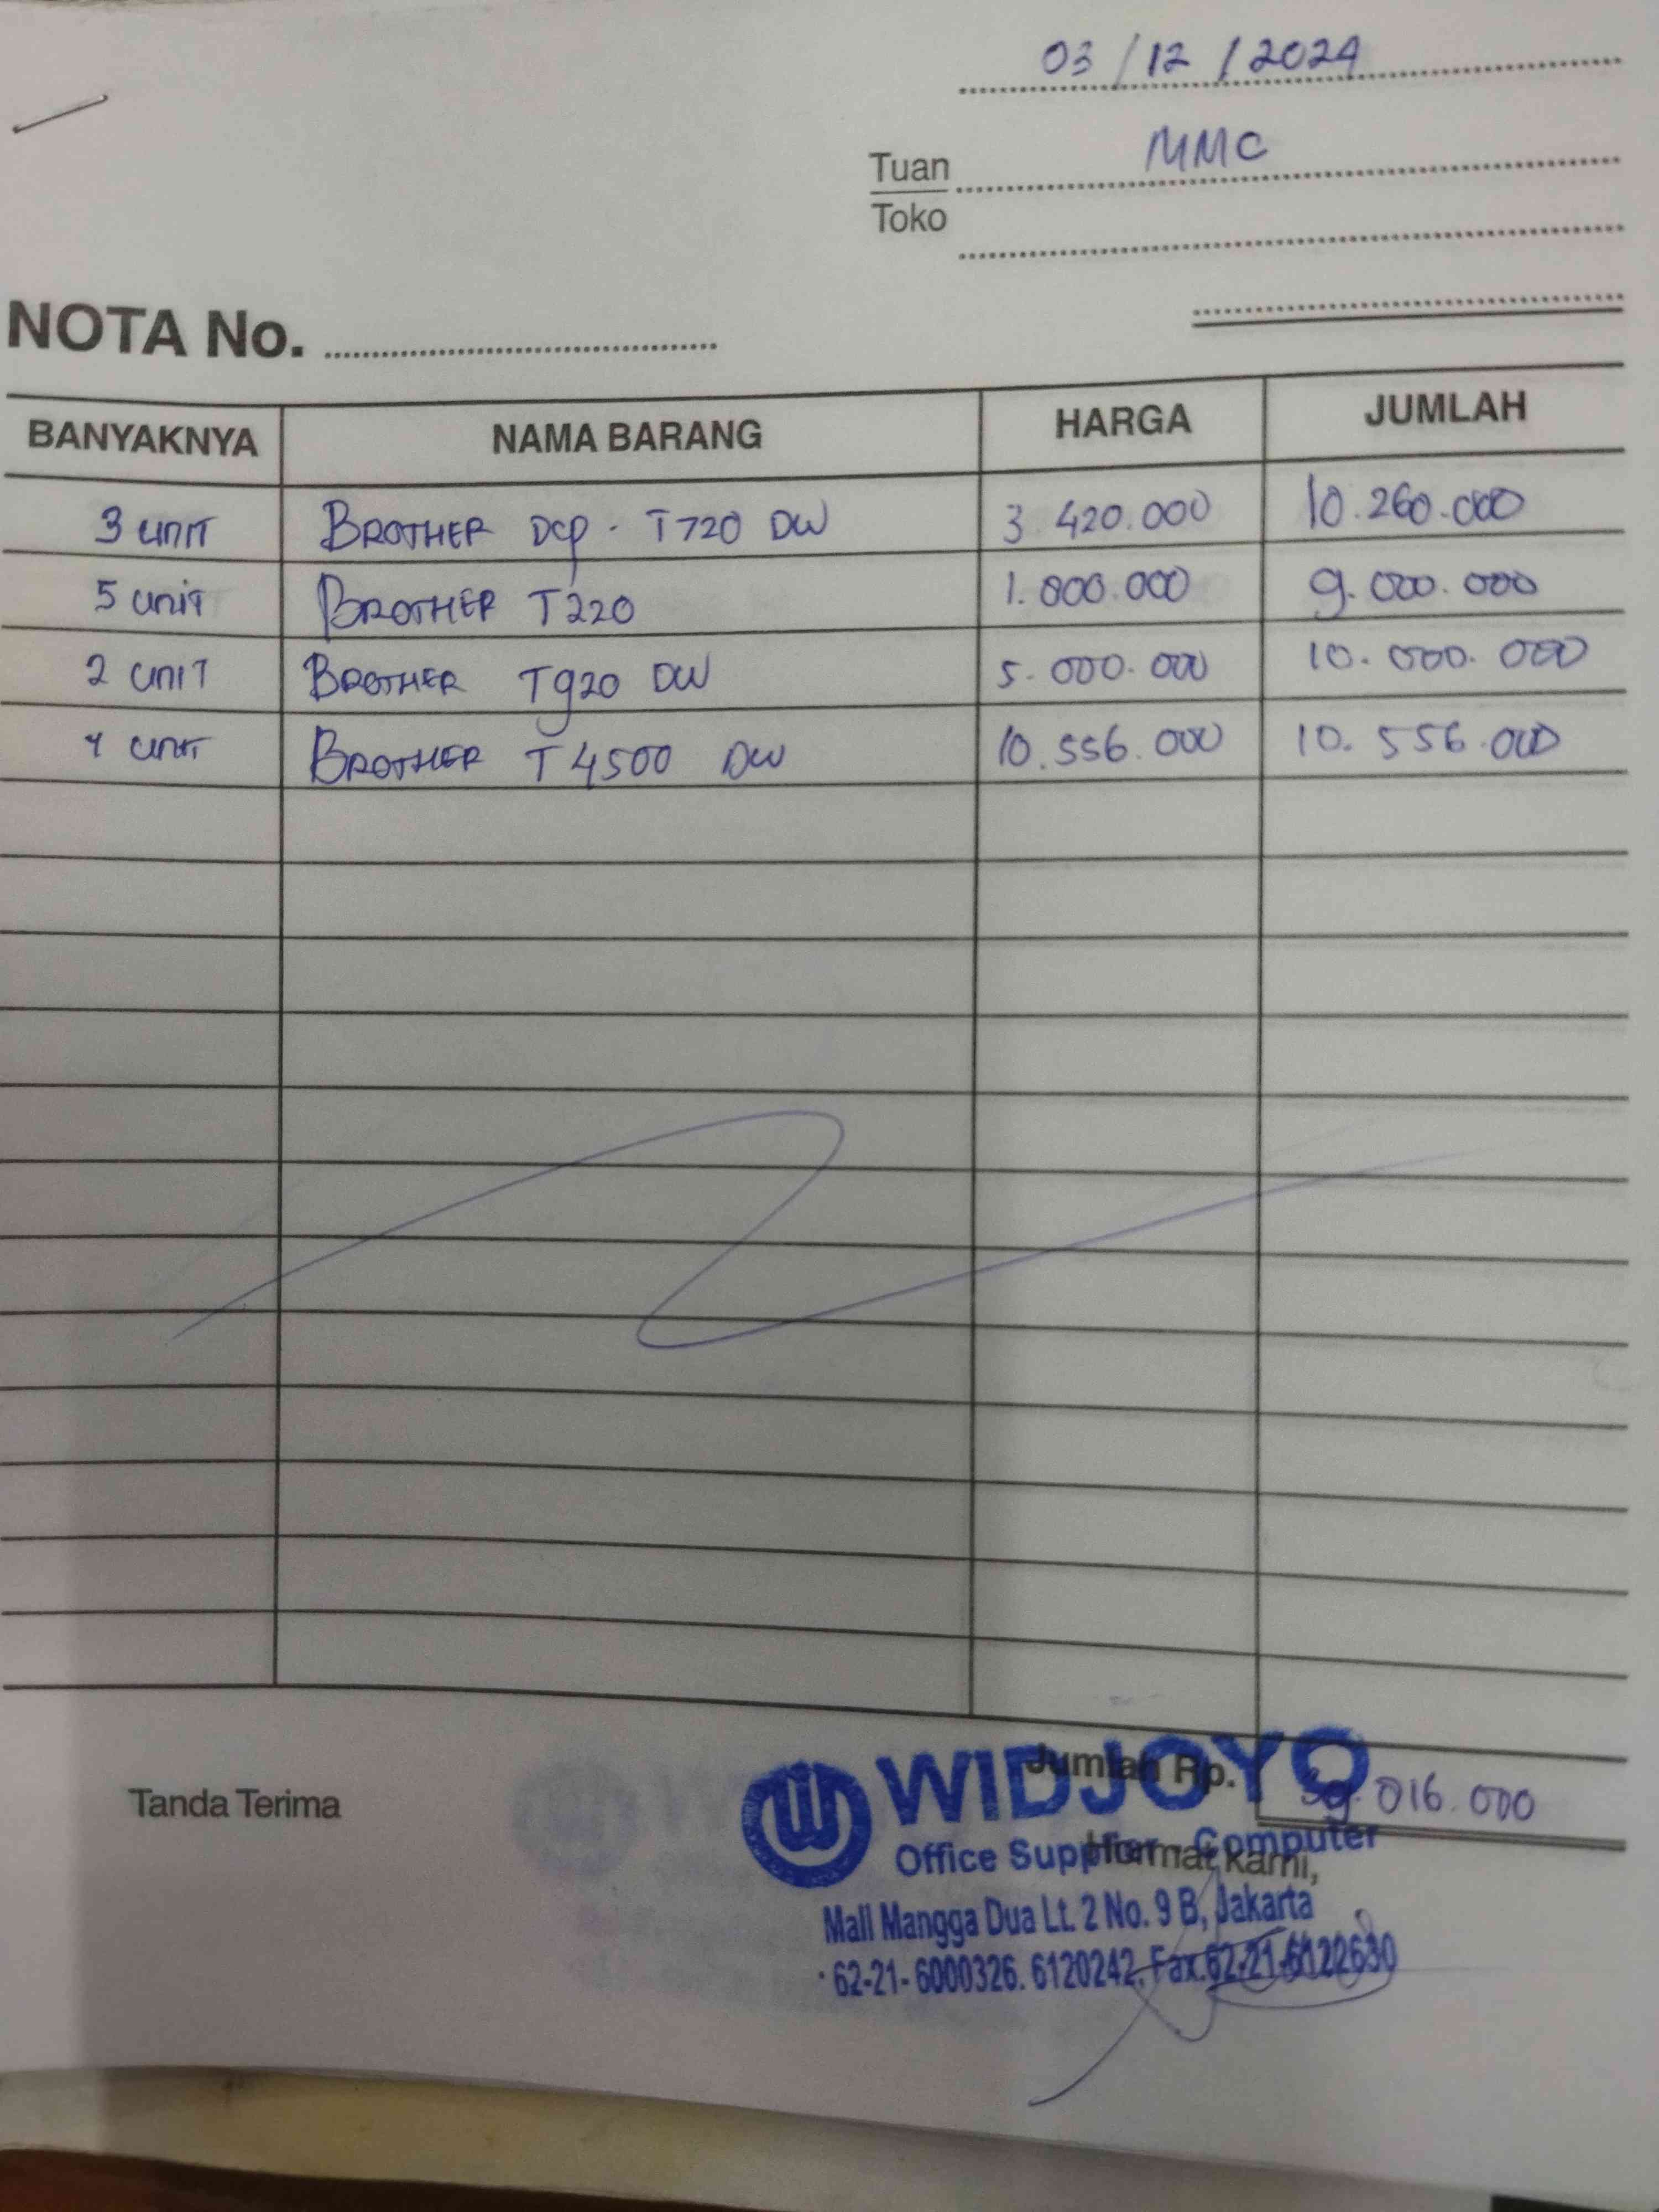 03 / 12 / 2024
Tuan MMC
Toko
NOTA No.
BANYAKNYA NAMA BARANG HARGA JUMLAH
3 UNIT BROTHER DCP - T720 DW 3.420.000 10.260.000
5 UNIT BROTHER T220 1.800.000 9.000.000
2 UNIT BROTHER T920 DW 5.000.000 10.000.000
1 UNIT BROTHER T4500 DW 10.556.000 10.556.000
Tanda Terima
Jumlah Rp. .016.000
WIDJOYO
Hormat kami,
Office Supplier - Computer
Mall Mangga Dua Lt. 2 No. 9 B, Jakarta
62-21- 6000326. 6120242. Fax.62-21-6122630